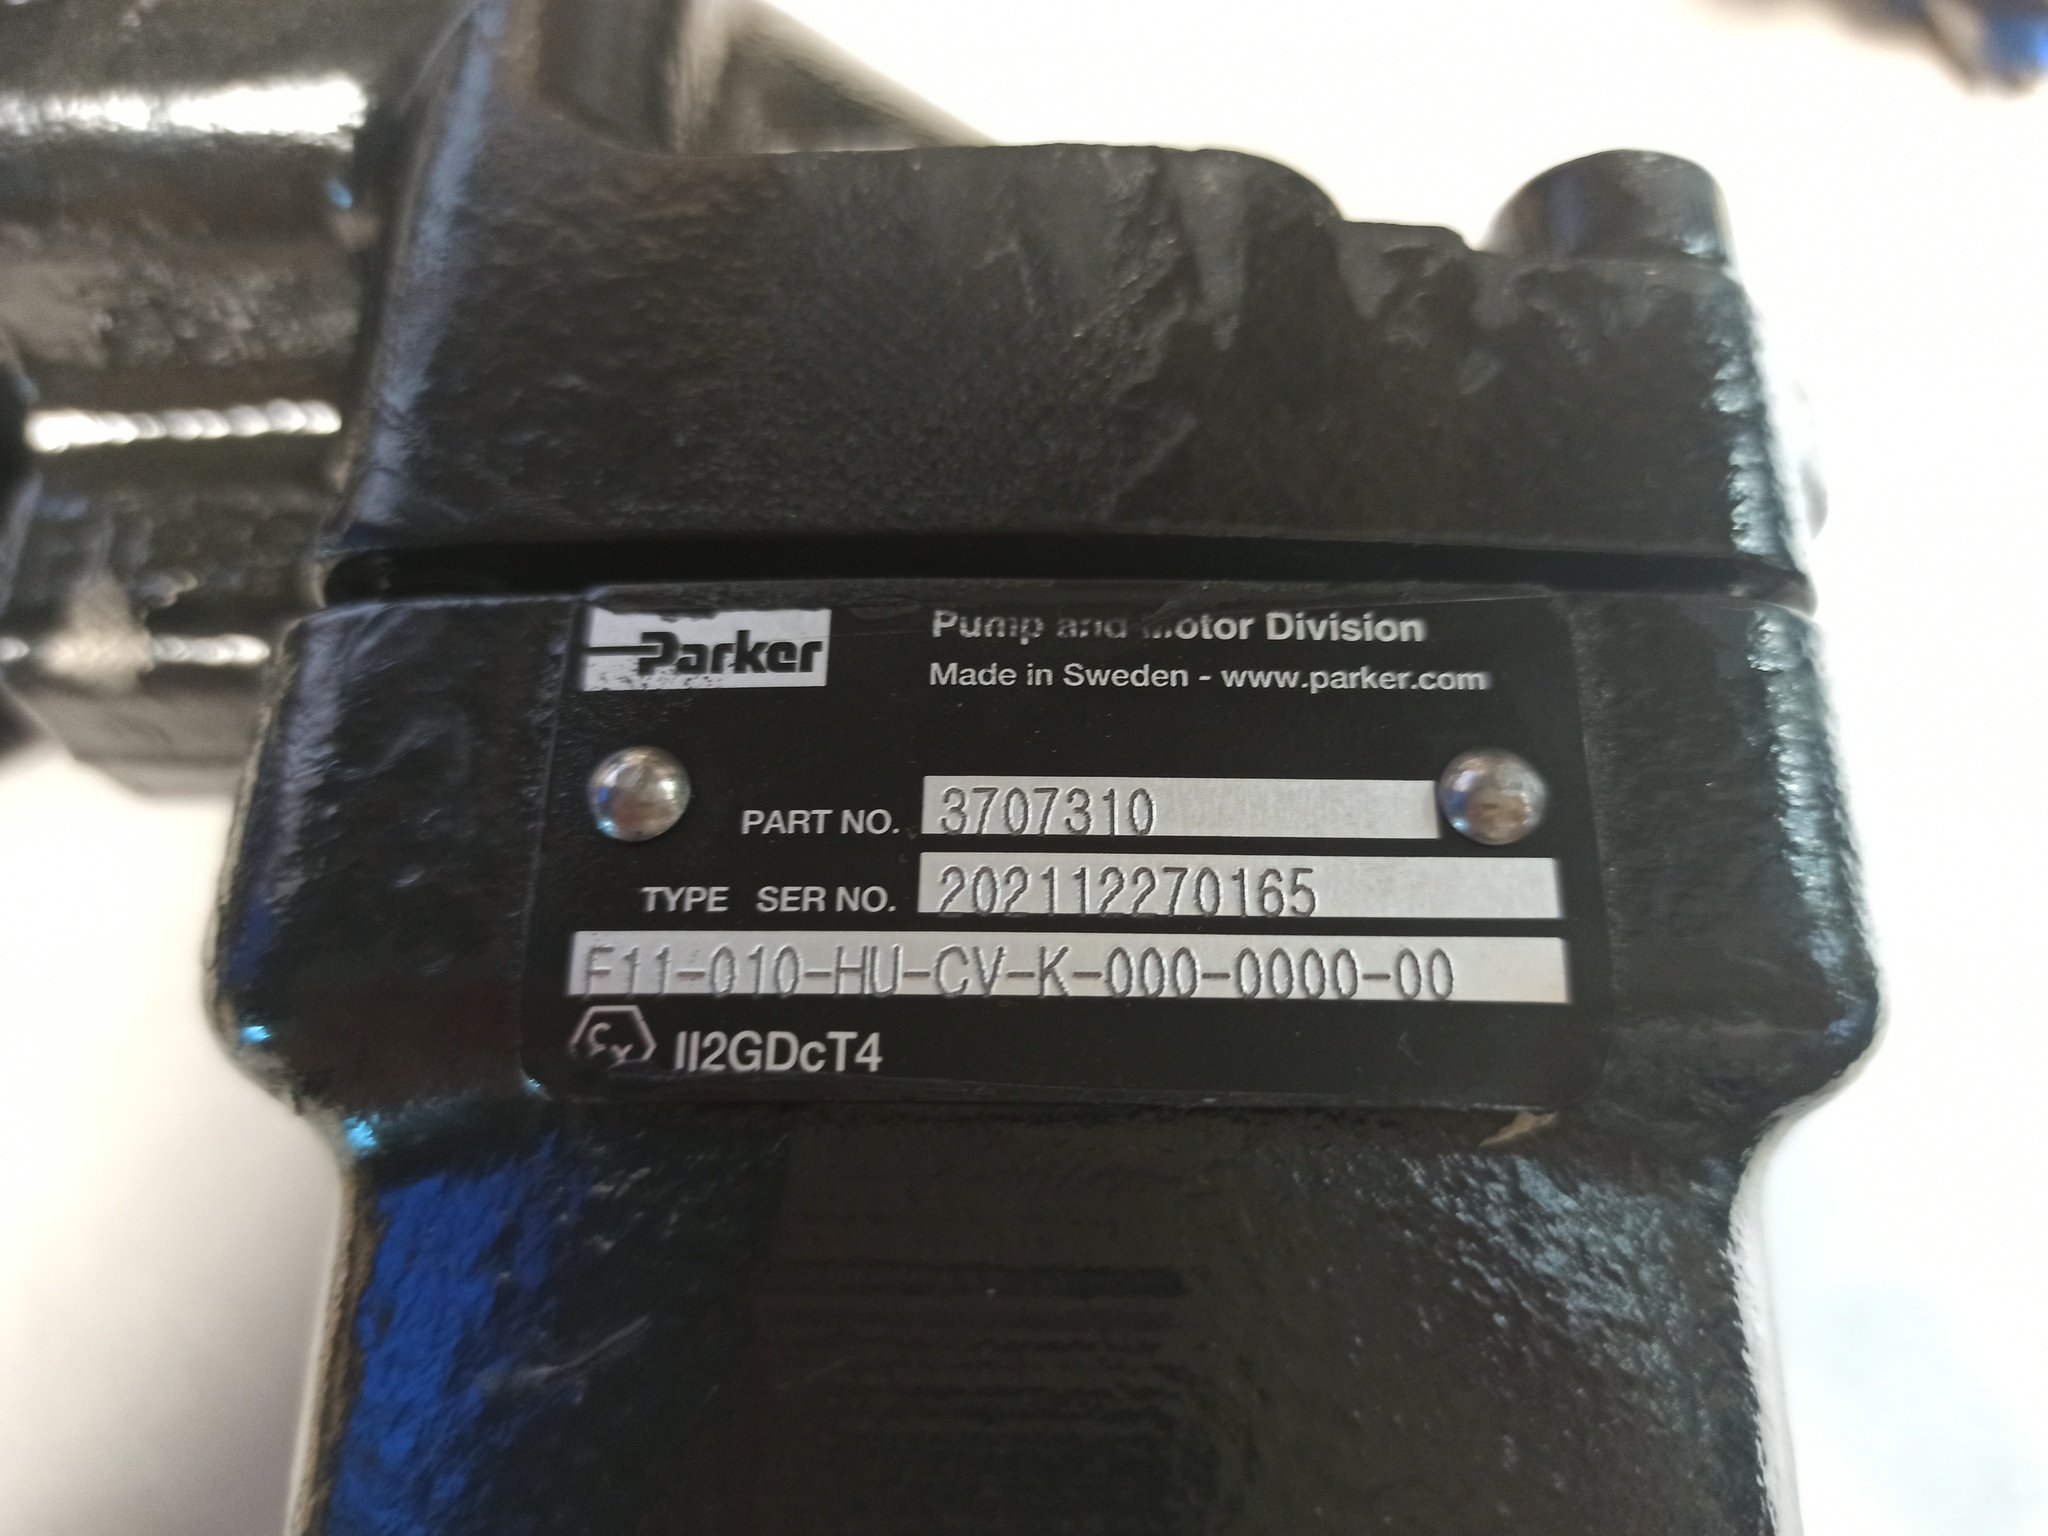 Parker
Pump and Motor Division
Made in Sweden - www.parker.com
PART NO. 3707310
TYPE SER NO. 202112270165
F11-010-HU-CV-K-000-0000-00
Ex II2GDcT4